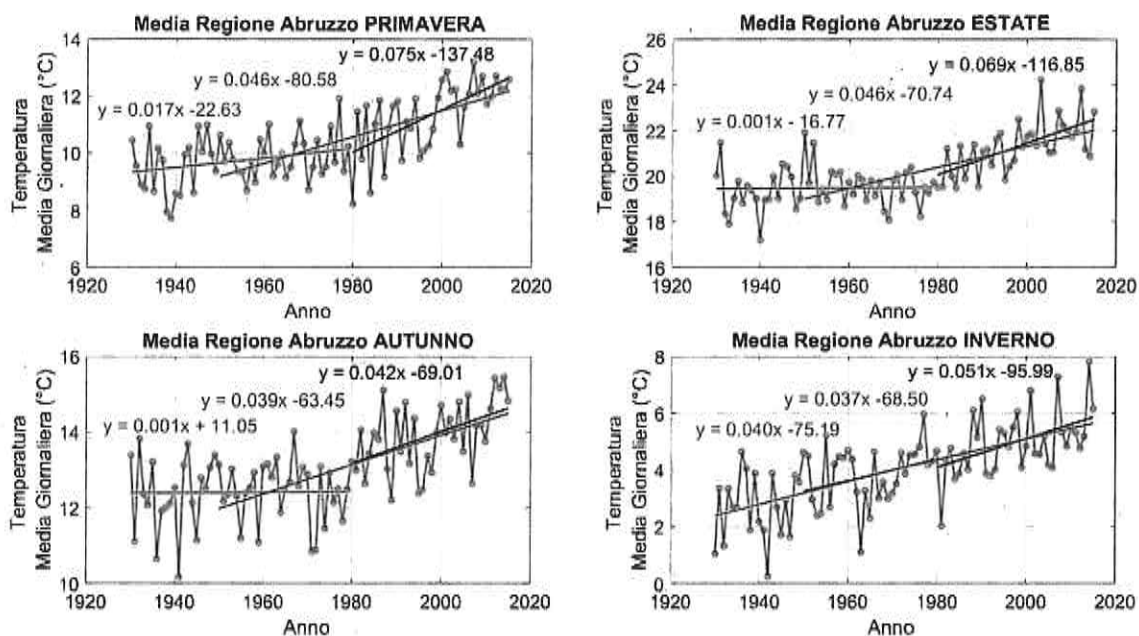 Media Regione Abruzzo PRIMAVERA
14
12
10
8
6
Temperatura
Media Giornaliera (°C)
y = 0.075x -137.48
y = 0.046x -80.58
y = 0.017x -22.63
1920
1940
1960
1980
2000
2020
Anno
Media Regione Abruzzo ESTATE
26
24
22
20
18
16
Temperatura
Media Giornaliera (°C)
y = 0.069x -116.85
y = 0.046x -70.74
y = 0.001x - 16.77
1920
1940
1960
1980
2000
2020
Anno
Media Regione Abruzzo AUTUNNO
16
14
12
10
Temperatura
Media Giornaliera (°C)
y = 0.042x -69.01
y = 0.039x -63.45
y = 0.001x + 11.05
1920
1940
1960
1980
2000
2020
Anno
Media Regione Abruzzo INVERNO
8
6
4
2
0
Temperatura
Media Giornaliera (°C)
y = 0.051x -95.99
y = 0.037x -68.50
y = 0.040x -75.19
1920
1940
1960
1980
2000
2020
Anno